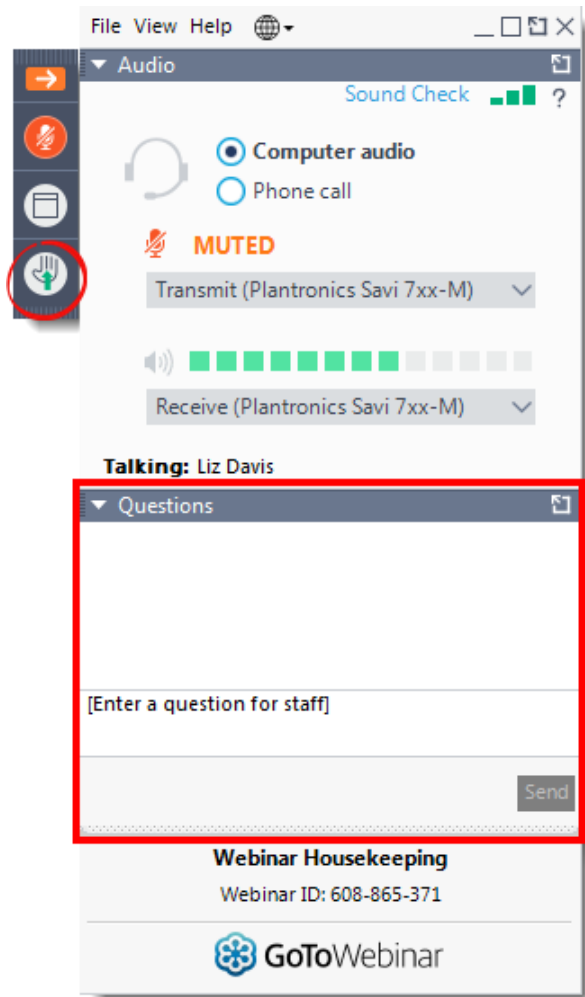 File View Help
Audio
Sound Check ?
Computer audio
Phone call
MUTED
Transmit (Plantronics Savi 7xx-M)
Receive (Plantronics Savi 7xx-M)
Talking: Liz Davis
Questions
[Enter a question for staff]
Send
Webinar Housekeeping
Webinar ID: 608-865-371
GoToWebinar